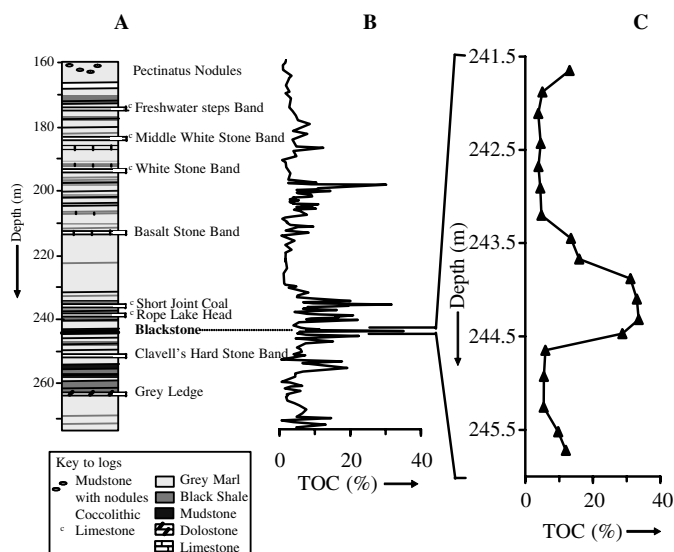 A
B
C
160
180
200
220
240
260
Depth (m)
Pectinatus Nodules
c Freshwater steps Band
c Middle White Stone Band
c White Stone Band
Basalt Stone Band
c Short Joint Coal
c Rope Lake Head
Blackstone
c Clavell's Hard Stone Band
Grey Ledge
0 20 40
TOC (%)
241.5
242.5
243.5
244.5
245.5
Depth (m)
0 20 40
TOC (%)
Key to logs
Mudstone
with nodules
Coccolithic
c Limestone
Grey Marl
Black Shale
Mudstone
Dolostone
Limestone